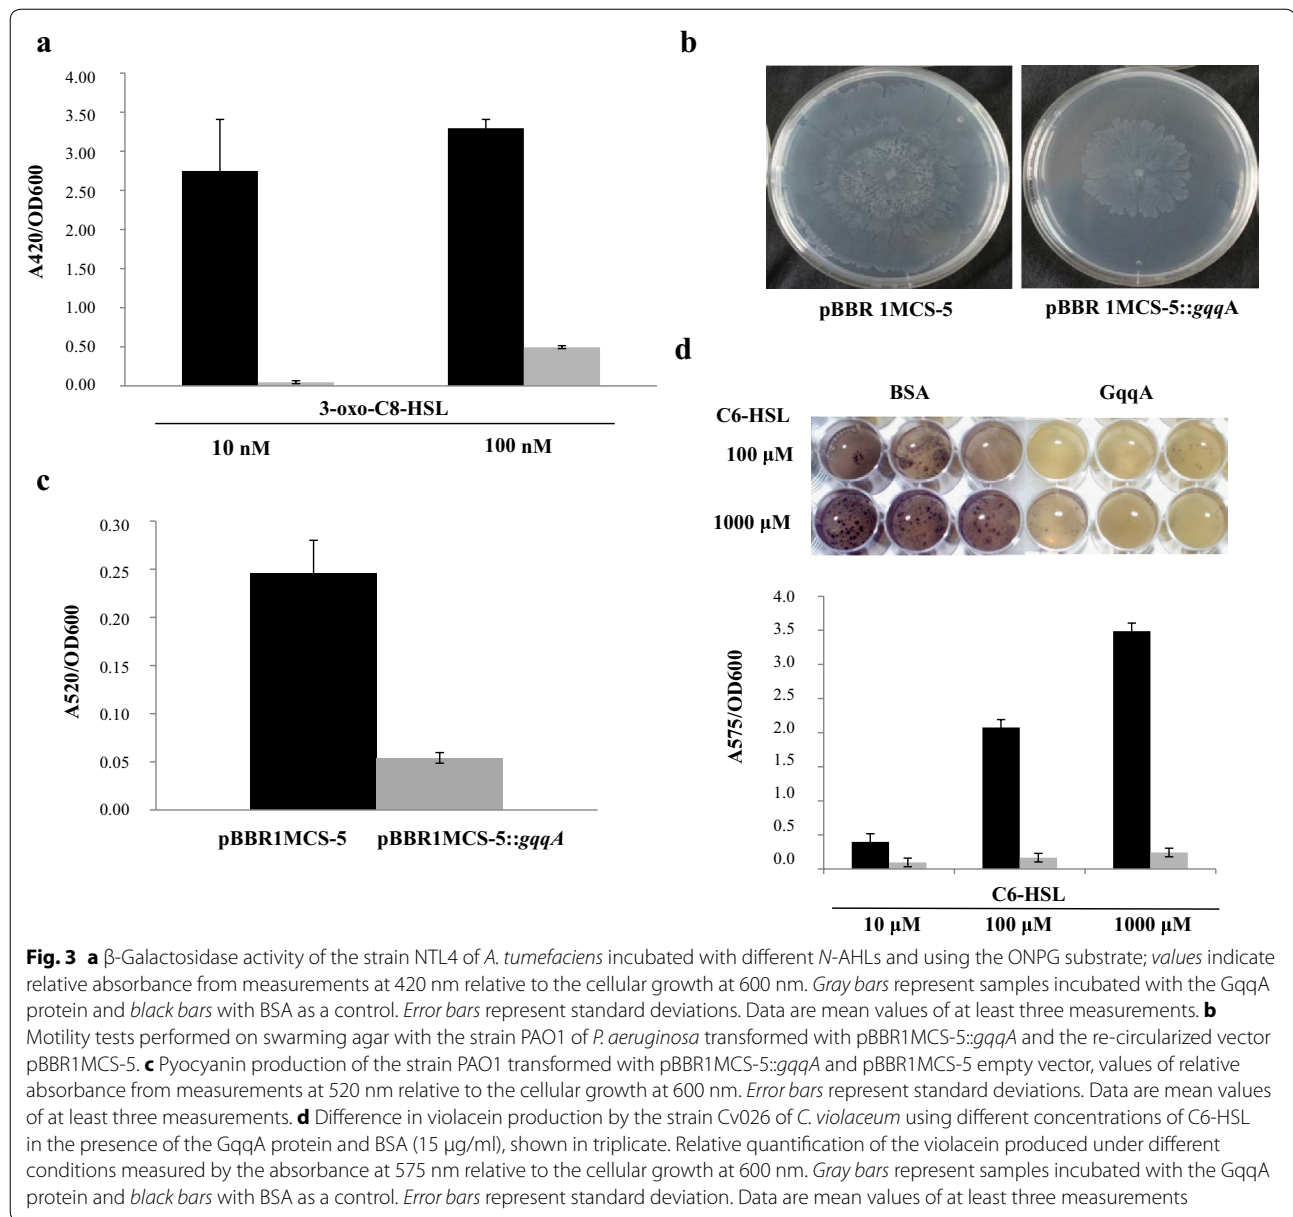 a
4.00
3.50
3.00
2.50
2.00
1.50
1.00
0.50
0.00
A420/OD600
3-oxo-C8-HSL
10 nM
100 nM
b
pBBR 1MCS-5
pBBR 1MCS-5::gqqA
c
0.30
0.25
0.20
0.15
0.10
0.05
0.00
A520/OD600
pBBR1MCS-5
pBBR1MCS-5::gqqA
d
BSA
GqqA
C6-HSL
100 µM
1000 µM
4.0
3.5
3.0
2.5
2.0
1.5
1.0
0.5
0.0
A575/OD600
C6-HSL
10 µM
100 µM
1000 µM
Fig. 3 a β-Galactosidase activity of the strain NTL4 of A. tumefaciens incubated with different N-AHLs and using the ONPG substrate; values indicate
relative absorbance from measurements at 420 nm relative to the cellular growth at 600 nm. Gray bars represent samples incubated with the GqqA
protein and black bars with BSA as a control. Error bars represent standard deviations. Data are mean values of at least three measurements. b
Motility tests performed on swarming agar with the strain PAO1 of P. aeruginosa transformed with pBBR1MCS-5::gqqA and the re-circularized vector
pBBR1MCS-5. c Pyocyanin production of the strain PAO1 transformed with pBBR1MCS-5::gqqA and pBBR1MCS-5 empty vector, values of relative
absorbance from measurements at 520 nm relative to the cellular growth at 600 nm. Error bars represent standard deviations. Data are mean values
of at least three measurements. d Difference in violacein production by the strain Cv026 of C. violaceum using different concentrations of C6-HSL
in the presence of the GqqA protein and BSA (15 µg/ml), shown in triplicate. Relative quantification of the violacein produced under different
conditions measured by the absorbance at 575 nm relative to the cellular growth at 600 nm. Gray bars represent samples incubated with the GqqA
protein and black bars with BSA as a control. Error bars represent standard deviation. Data are mean values of at least three measurements